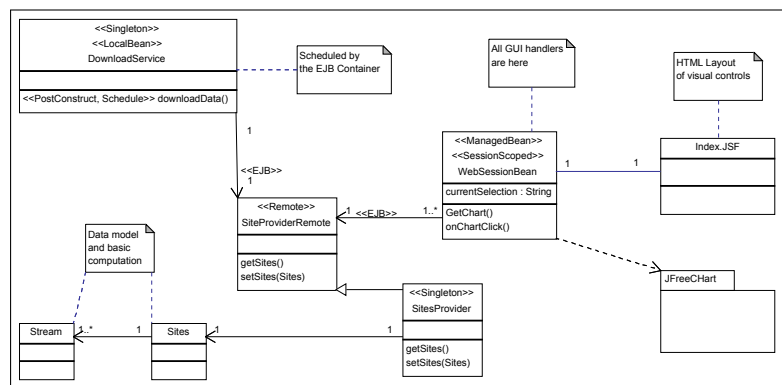 <<Singleton>>
<<LocalBean>>
DownloadService
<<PostConstruct, Schedule>> downloadData()
Scheduled by
the EJB Container
All GUI handlers
are here
HTML Layout
of visual controls
<<ManagedBean>>
<<SessionScoped>>
WebSessionBean
currentSelection : String
GetChart()
onChartClick()
1
1
Index.JSF
1
<<EJB>>
1
<<Remote>>
SiteProviderRemote
getSites()
setSites(Sites)
1
<<EJB>>
1..*
Data model
and basic
computation
JFreeCHart
<<Singleton>>
SitesProvider
getSites()
setSites(Sites)
Stream
1..*
1
Sites
1
1